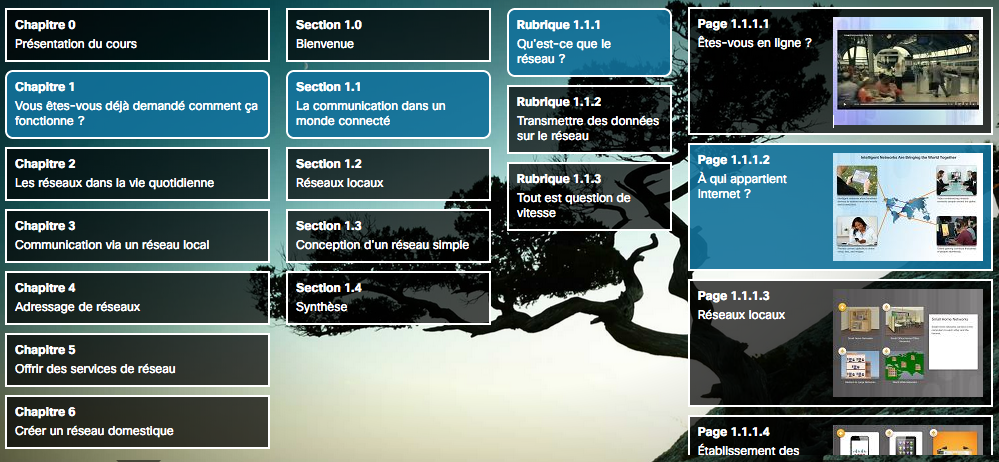 Chapitre 0
Présentation du cours
Chapitre 1
Vous êtes-vous déjà demandé comment ça
fonctionne ?
Chapitre 2
Les réseaux dans la vie quotidienne
Chapitre 3
Communication via un réseau local
Chapitre 4
Adressage de réseaux
Chapitre 5
Offrir des services de réseau
Chapitre 6
Créer un réseau domestique
Section 1.0
Bienvenue
Section 1.1
La communication dans un
monde connecté
Section 1.2
Réseaux locaux
Section 1.3
Conception d'un réseau simple
Section 1.4
Synthèse
Rubrique 1.1.1
Qu'est-ce que le
réseau ?
Rubrique 1.1.2
Transmettre des données
sur le réseau
Rubrique 1.1.3
Tout est question de
vitesse
Page 1.1.1.1
Êtes-vous en ligne ?
Page 1.1.1.2
À qui appartient
Internet ?
Intelligent Networks Are Bringing the World Together
Page 1.1.1.3
Réseaux locaux
Small Home Networks
Page 1.1.1.4
Établissement des